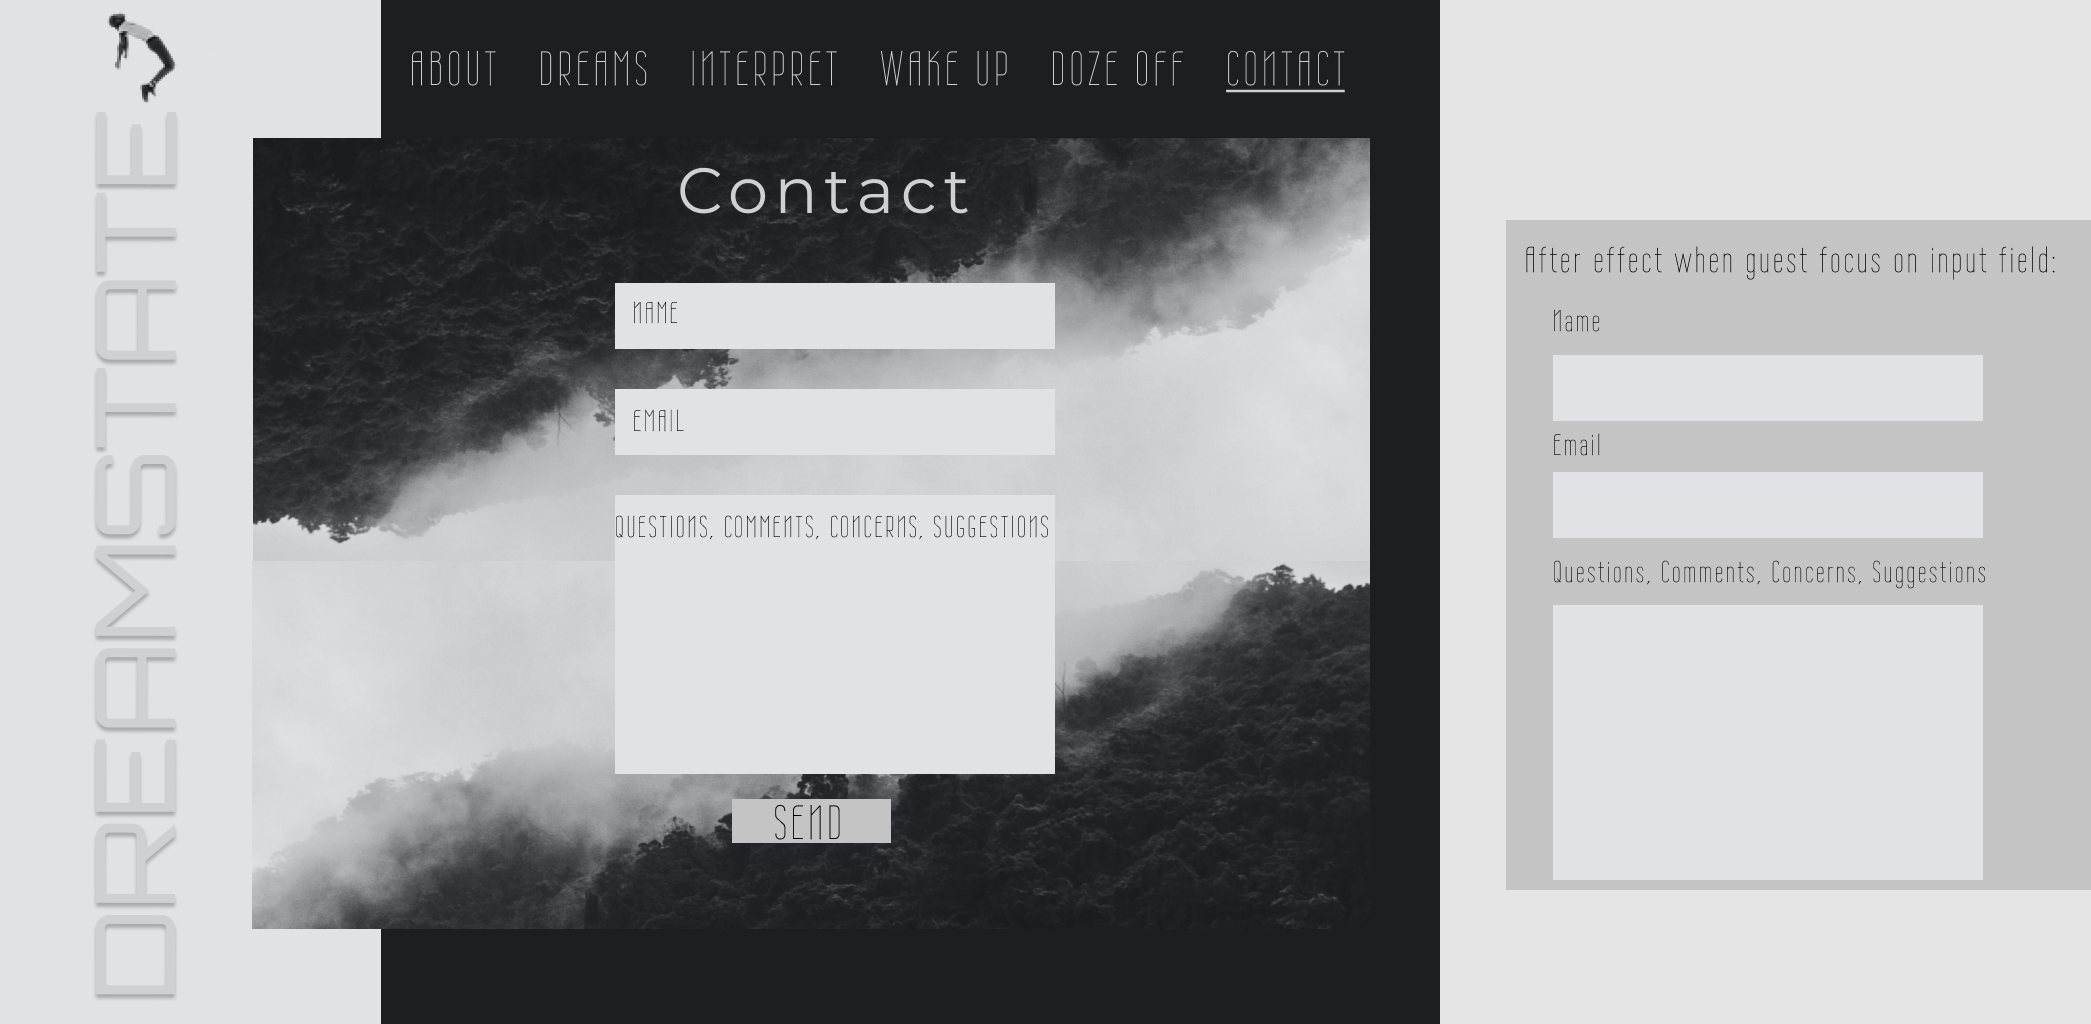 DREAMSTATE
ABOUT DREAMS INTERPRET WAKE UP DOZE OFF CONTACT
Contact
NAME
EMAIL
QUESTIONS, COMMENTS, CONCERNS, SUGGESTIONS
SEND
After effect when guest focus on input field:
Name
Email
Questions, Comments, Concerns, Suggestions